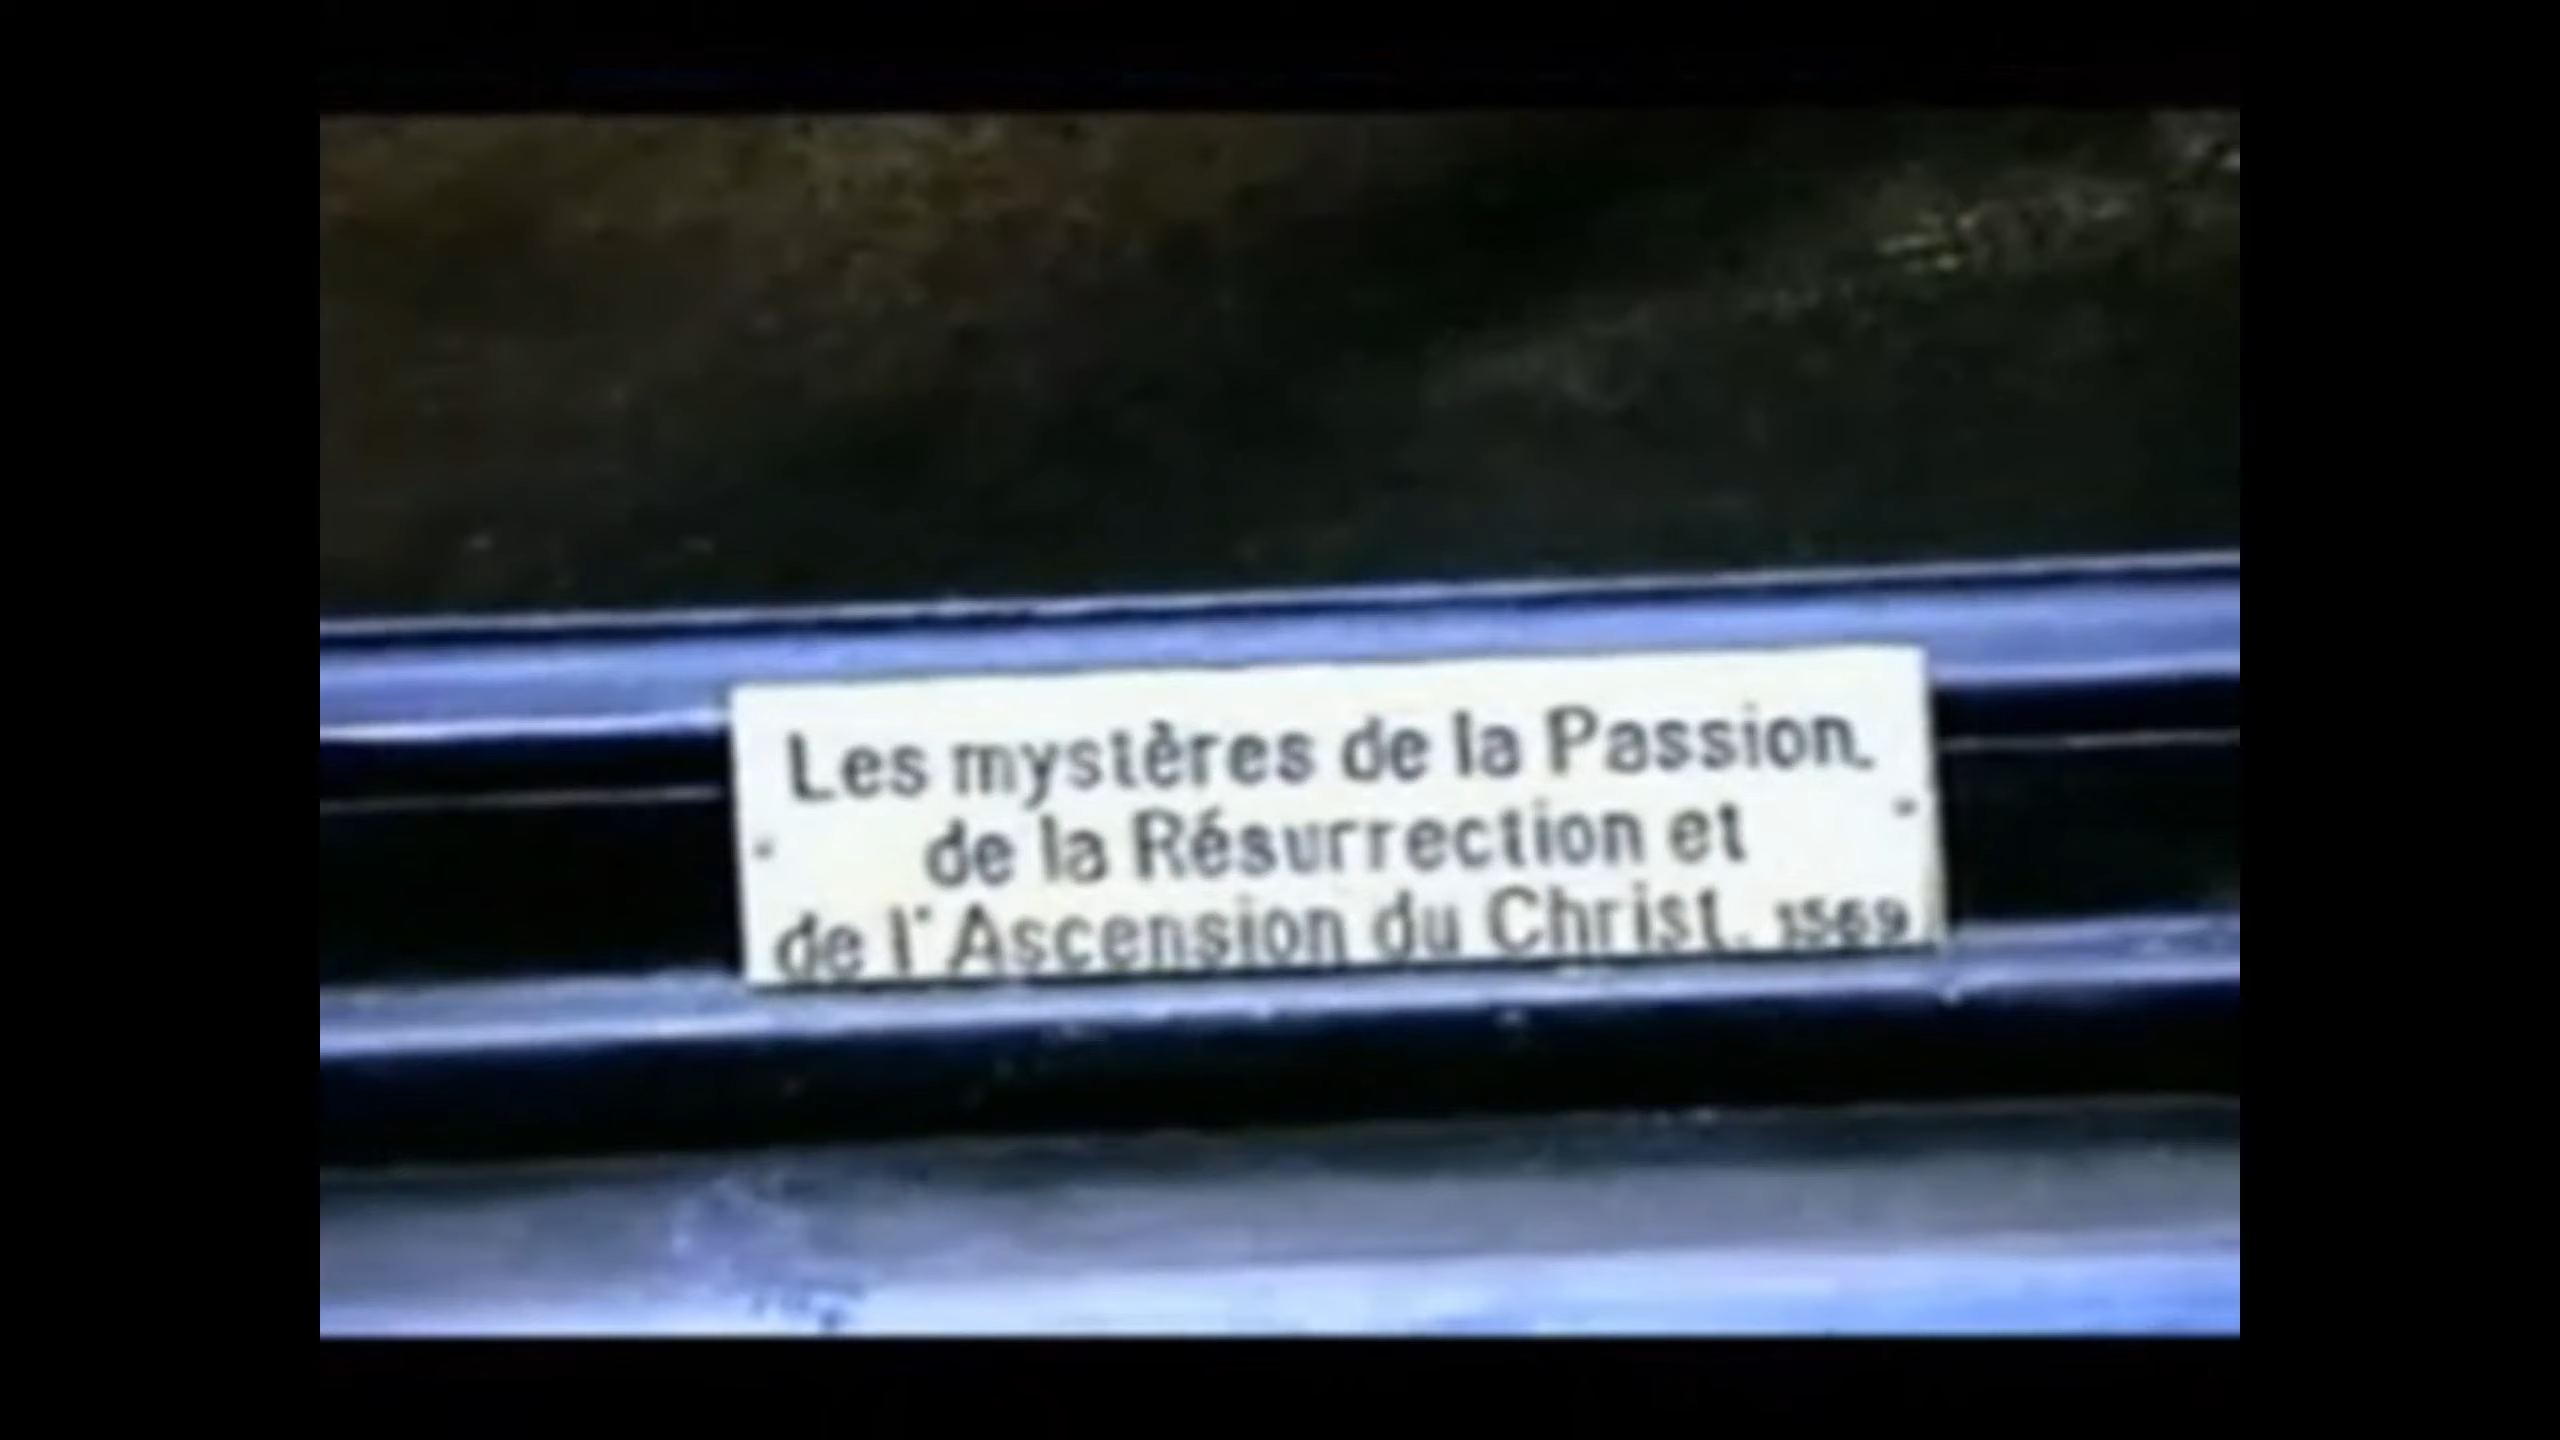 Les mystères de la Passion.
de la Résurrection et
de l'Ascension du Christ. 1569